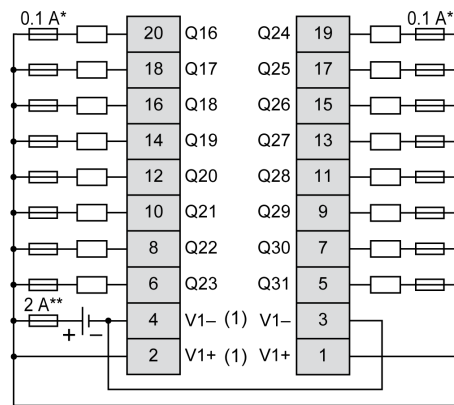 0.1 A* 20 Q16 Q24 19 0.1 A*
18 Q17 Q25 17
16 Q18 Q26 15
14 Q19 Q27 13
12 Q20 Q28 11
10 Q21 Q29 9
8 Q22 Q30 7
6 Q23 Q31 5
2 A** + – 4 V1– (1) V1– 3
2 V1+ (1) V1+ 1